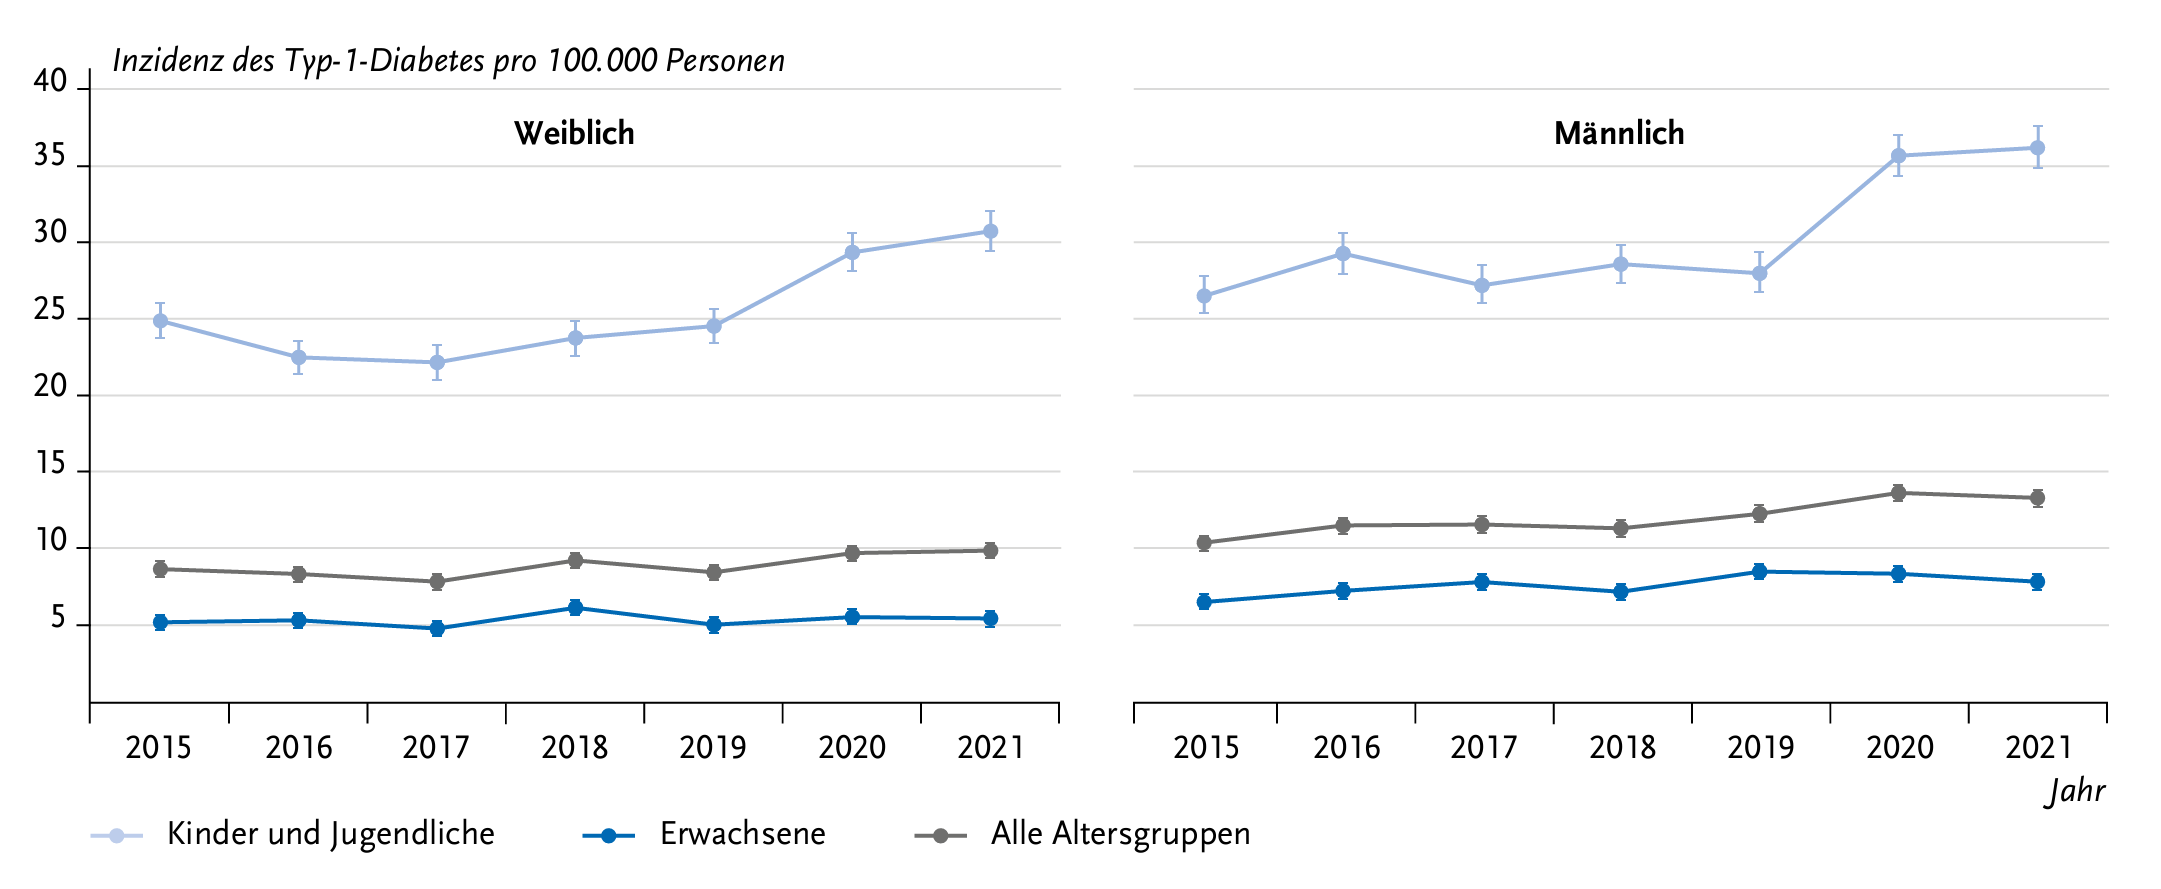 Inzidenz des Typ-1-Diabetes pro 100.000 Personen
40
35
30
25
20
15
10
5
Weiblich
Männlich
2015 2016 2017 2018 2019 2020 2021
2015 2016 2017 2018 2019 2020 2021
Jahr
Kinder und Jugendliche Erwachsene Alle Altersgruppen